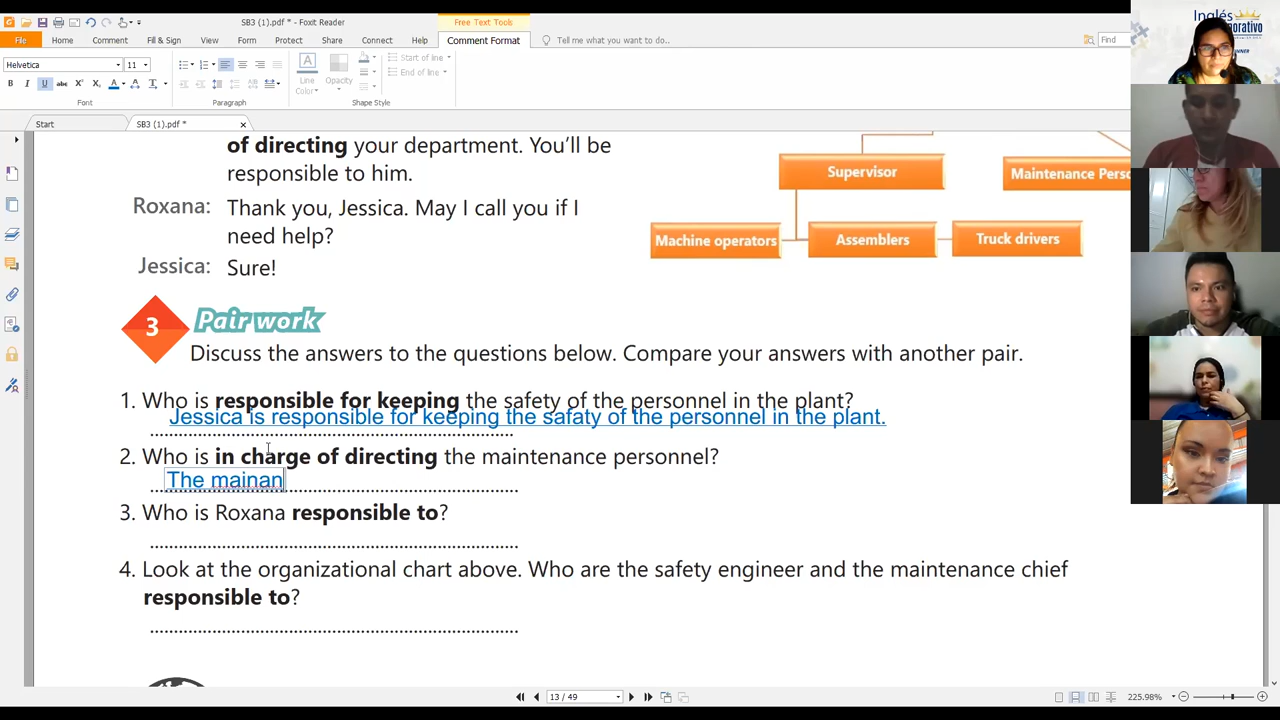 SB3 (1).pdf * - Foxit Reader
Free Text Tools
File Home Comment Fill & Sign View Form Protect Share Connect Help Comment Format Tell me what you want to do.. Find
Helvetica 11 Start of line
End of line
Line Color Opacity
Font Paragraph Shape Style
Start SB3 (1).pdf *
Inglés
of directing your department. You'll be
responsible to him.
Roxana: Thank you, Jessica. May I call you if I
need help?
Jessica: Sure!
Supervisor
Maintenance Perso
Machine operators
Assemblers
Truck drivers
3 Pair work
Discuss the answers to the questions below. Compare your answers with another pair.
1. Who is responsible for keeping the safety of the personnel in the plant?
Jessica is responsible for keeping the safaty of the personnel in the plant.
2. Who is in charge of directing the maintenance personnel?
The mainan
3. Who is Roxana responsible to?
4. Look at the organizational chart above. Who are the safety engineer and the maintenance chief
responsible to?
13 / 49
225.98%